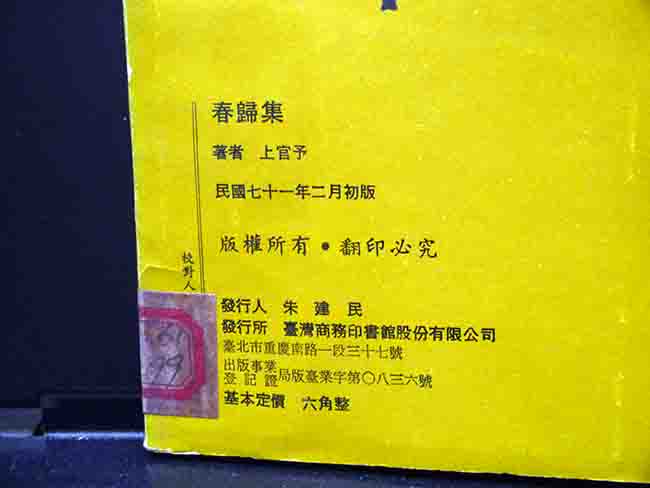 春歸集
著者 上官予
民國七十一年二月初版
版權所有•翻印必究
校對人
發行人 朱建民
發行所 臺灣商務印書館股份有限公司
臺北市重慶南路一段三十七號
出版事業
登記證 局版臺業字第〇八三六號
基本定價 六角整